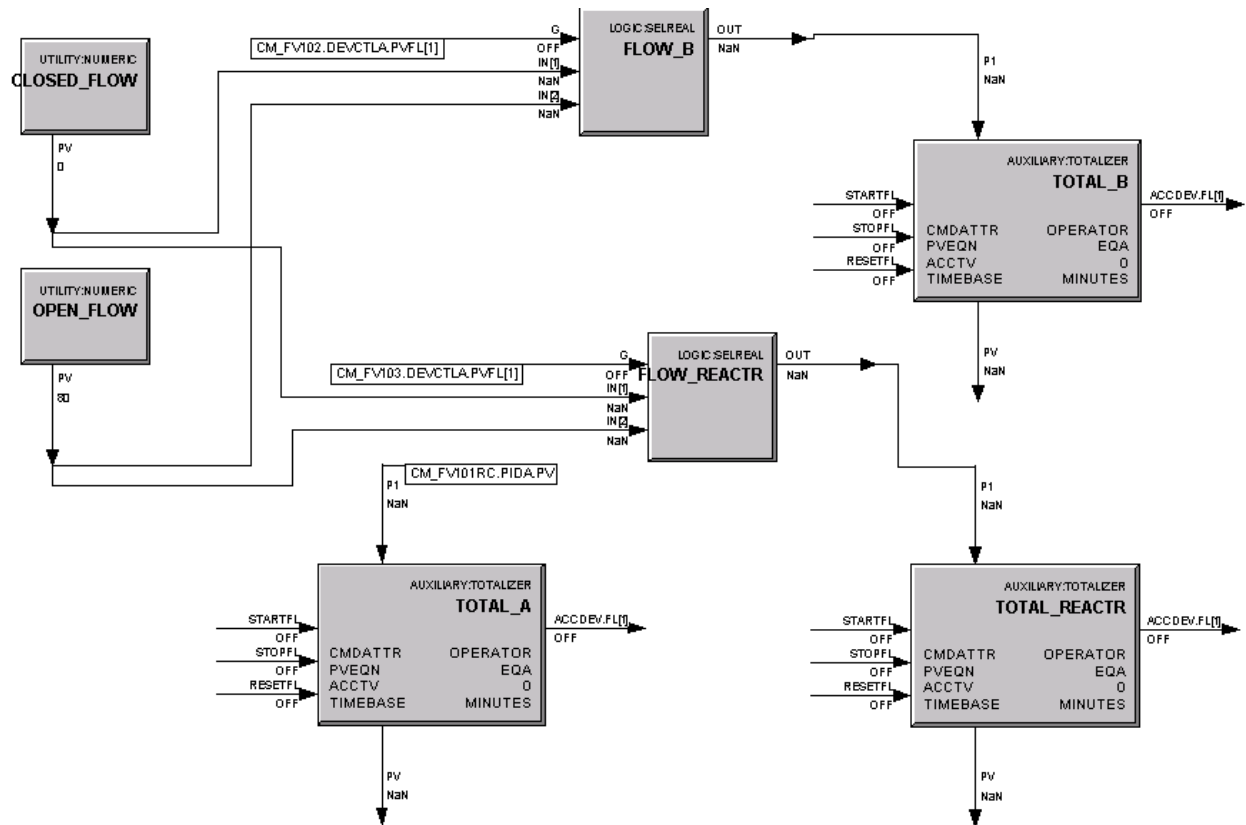 UTILITY:NUMERIC
CLOSED_FLOW
PV
0
UTILITY:NUMERIC
OPEN_FLOW
PV
80
CM_FV102.DEVCTLA.PVFL[1]
G
OFF
IN[1]
NaN
IN[2]
NaN
LOGIC:SELREAL
FLOW_B
OUT
NaN
P1
NaN
AUXILIARY:TOTALIZER
TOTAL_B
STARTFL
OFF
STOPFL
OFF
RESETFL
OFF
CMDATTR OPERATOR
PVEQN EQA
ACCTV 0
TIMEBASE MINUTES
ACCDEV.FL[1]
OFF
PV
NaN
CM_FV103.DEVCTLA.PVFL[1]
G
OFF
IN[1]
NaN
IN[2]
NaN
LOGIC:SELREAL
FLOW_REACTR
OUT
NaN
CM_FV101RC.PIDA.PV
P1
NaN
AUXILIARY:TOTALIZER
TOTAL_A
STARTFL
OFF
STOPFL
OFF
RESETFL
OFF
CMDATTR OPERATOR
PVEQN EQA
ACCTV 0
TIMEBASE MINUTES
ACCDEV.FL[1]
OFF
PV
NaN
P1
NaN
AUXILIARY:TOTALIZER
TOTAL_REACTR
STARTFL
OFF
STOPFL
OFF
RESETFL
OFF
CMDATTR OPERATOR
PVEQN EQA
ACCTV 0
TIMEBASE MINUTES
ACCDEV.FL[1]
OFF
PV
NaN